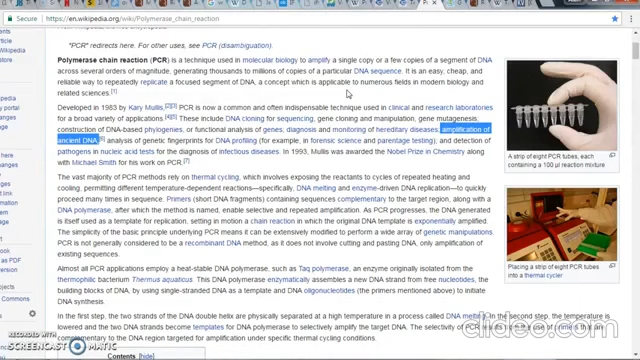 Secure
https://en.wikipedia.org/wiki/Polymerase_chain_reaction
"PCR" redirects here. For other uses, see PCR (disambiguation).
Polymerase chain reaction (PCR) is a technique used in molecular biology to amplify a single copy or a few copies of a segment of DNA
across several orders of magnitude, generating thousands to millions of copies of a particular DNA sequence. It is an easy, cheap, and
reliable way to repeatedly replicate a focused segment of DNA, a concept which is applicable to numerous fields in modern biology and
related sciences.[1]
Developed in 1983 by Kary Mullis,[2][3] PCR is now a common and often indispensable technique used in clinical and research laboratories
for a broad variety of applications.[4][5] These include DNA cloning for sequencing, gene cloning and manipulation, gene mutagenesis,
construction of DNA-based phylogenies, or functional analysis of genes; diagnosis and monitoring of hereditary diseases; amplification of
ancient DNA;[6] analysis of genetic fingerprints for DNA profiling (for example, in forensic science and parentage testing); and detection of
pathogens in nucleic acid tests for the diagnosis of infectious diseases. In 1993, Mullis was awarded the Nobel Prize in Chemistry along
with Michael Smith for his work on PCR.[7]
The vast majority of PCR methods rely on thermal cycling, which involves exposing the reactants to cycles of repeated heating and
cooling, permitting different temperature-dependent reactions—specifically, DNA melting and enzyme-driven DNA replication—to quickly
proceed many times in sequence. Primers (short DNA fragments) containing sequences complementary to the target region, along with
a DNA polymerase, after which the method is named, enable selective and repeated amplification. As PCR progresses, the DNA generated
is itself used as a template for replication, setting in motion a chain reaction in which the original DNA template is exponentially amplified.
The simplicity of the basic principle underlying PCR means it can be extensively modified to perform a wide array of genetic manipulations.
PCR is not generally considered to be a recombinant DNA method, as it does not involve cutting and pasting DNA, only amplification of
existing sequences.
Almost all PCR applications employ a heat-stable DNA polymerase, such as Taq polymerase, an enzyme originally isolated from the
thermophilic bacterium Thermus aquaticus. This DNA polymerase enzymatically assembles a new DNA strand from free nucleotides, the
building blocks of DNA, by using single-stranded DNA as a template and DNA oligonucleotides (the primers mentioned above) to initiate
DNA synthesis.
In the first step, the two strands of the DNA double helix are physically separated at a high temperature in a process called DNA melting. In the second step, the temperature is
lowered and the two DNA strands become templates for DNA polymerase to selectively amplify the target DNA. The selectivity of PCR results from the use of primers that are
complementary to the DNA region targeted for amplification under specific thermal cycling conditions.
Contents [hide]
A strip of eight PCR tubes, each
containing a 100 μl reaction mixture
Placing a strip of eight PCR tubes
into a thermal cycler
RECORDED WITH
SCREENCAST MATIC
clideo.com